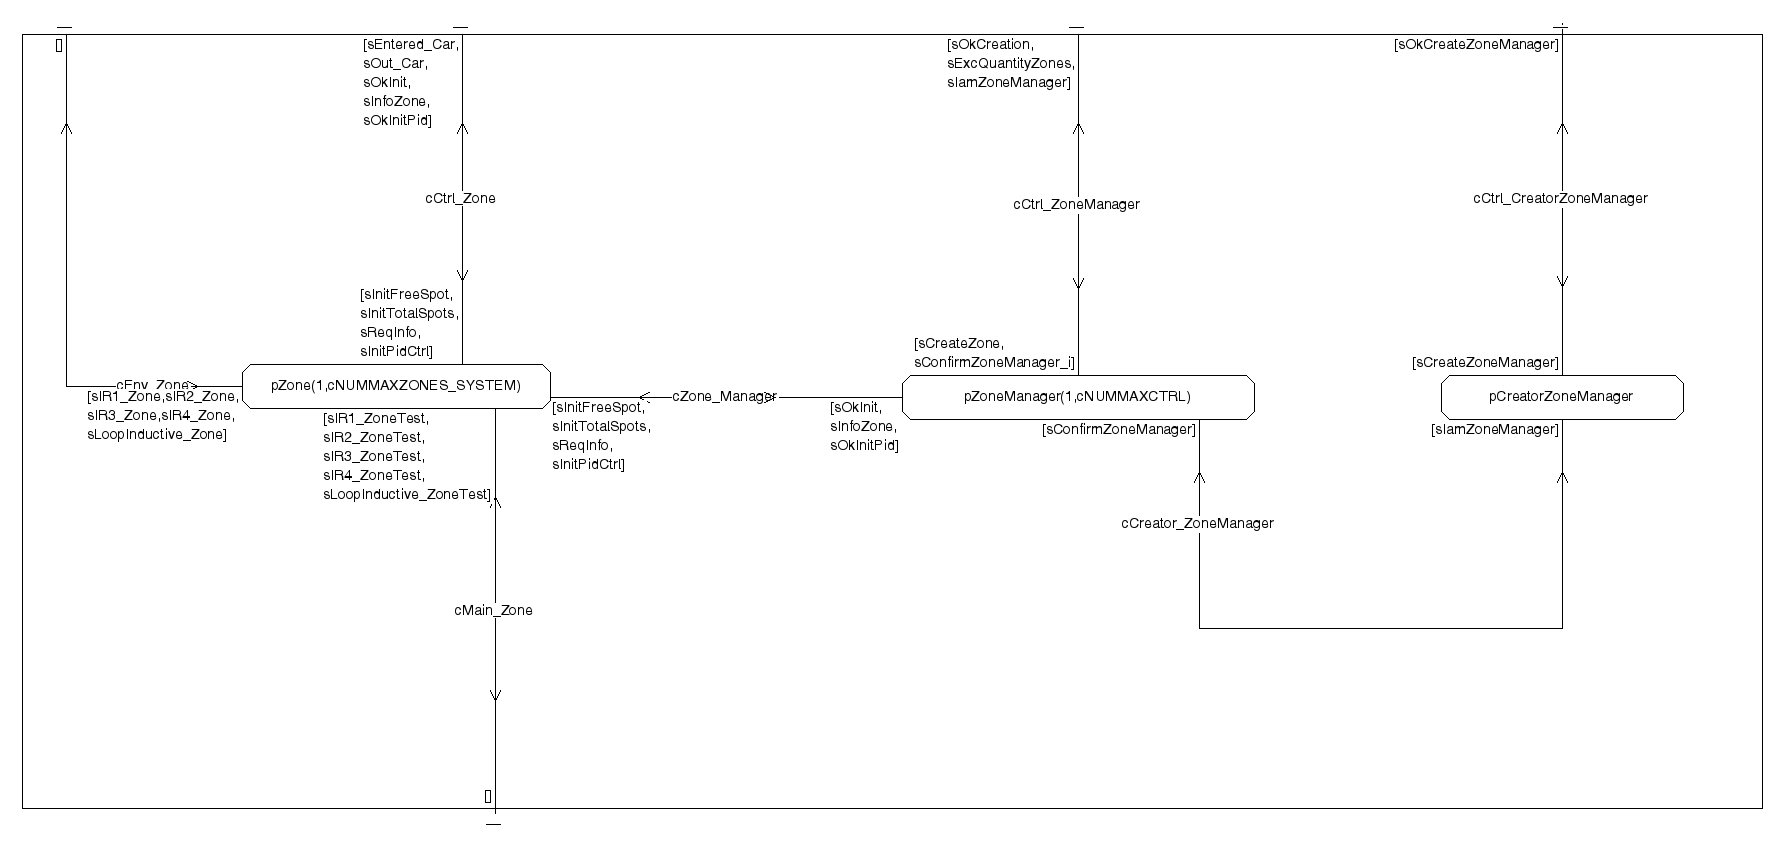 []
[sEntered_Car,
sOut_Car,
sOkInit,
sInfoZone,
sOkInitPid]
[sOkCreation,
sExcQuantityZones,
sIamZoneManager]
[sOkCreateZoneManager]
cCtrl_Zone
cCtrl_ZoneManager
cCtrl_CreatorZoneManager
[sInitFreeSpot,
sInitTotalSpots,
sReqInfo,
sInitPidCtrl]
[sCreateZone,
sConfirmZoneManager_i]
[sCreateZoneManager]
cEnv_Zone
pZone(1,cNUMMAXZONES_SYSTEM)
cZone_Manager
pZoneManager(1,cNUMMAXCTRL)
pCreatorZoneManager
[sIR1_Zone,sIR2_Zone,
sIR3_Zone,sIR4_Zone,
sLoopInductive_Zone]
[sIR1_ZoneTest,
sIR2_ZoneTest,
sIR3_ZoneTest,
sIR4_ZoneTest,
sLoopInductive_ZoneTest]
[sInitFreeSpot,
sInitTotalSpots,
sReqInfo,
sInitPidCtrl]
[sOkInit,
sInfoZone,
sOkInitPid]
[sConfirmZoneManager]
[sIamZoneManager]
cCreator_ZoneManager
cMain_Zone
[]